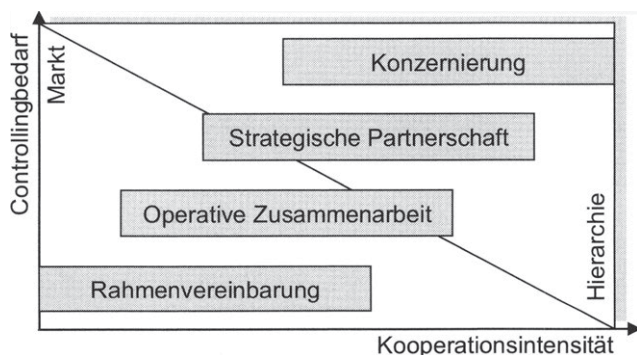 Controllingbedarf
Markt
Konzernierung
Strategische Partnerschaft
Operative Zusammenarbeit
Rahmenvereinbarung
Hierarchie
Kooperationsintensität